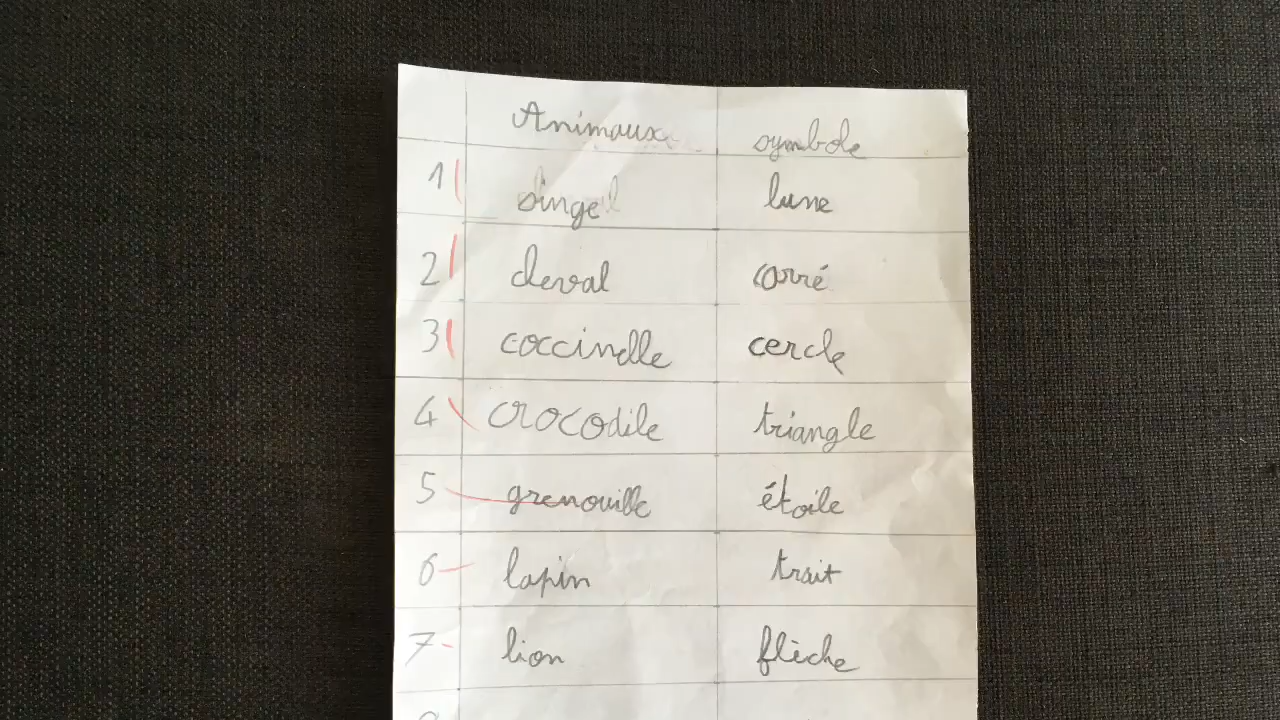 Animaux symbole
1 singe lune
2 cheval carré
3 coccinelle cercle
4 crocodile triangle
5 grenouille étoile
6 lapin trait
7 lion flèche